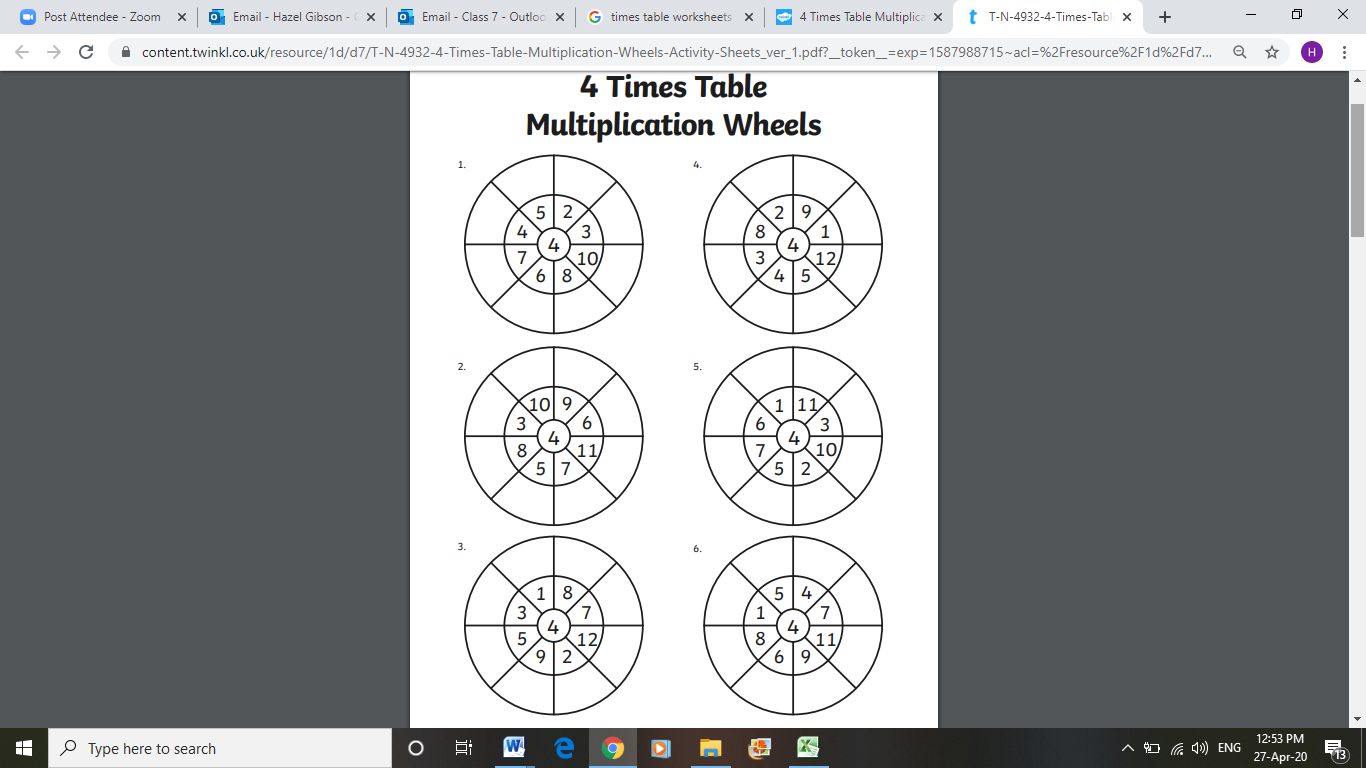 Post Attendee - Zoom
Email - Hazel Gibson -
Email - Class 7 - Outloo
times table worksheets
4 Times Table Multiplica
T-N-4932-4-Times-Tabl
content.twinkl.co.uk/resource/1d/d7/T-N-4932-4-Times-Table-Multiplication-Wheels-Activity-Sheets_ver_1.pdf?__token__=exp=1587988715~acl=%2Fresource%2F1d%2Fd7...
H
4 Times Table
Multiplication Wheels
1.
5 2
4 3
4
7 10
6 8
4.
2 9
8 1
4
3 12
4 5
2.
10 9
3 6
4
8 11
5 7
5.
1 11
6 3
4
7 10
5 2
3.
1 8
3 7
4
5 12
9 2
6.
5 4
1 7
4
8 11
6 9
Type here to search
ENG
12:53 PM
27-Apr-20
13